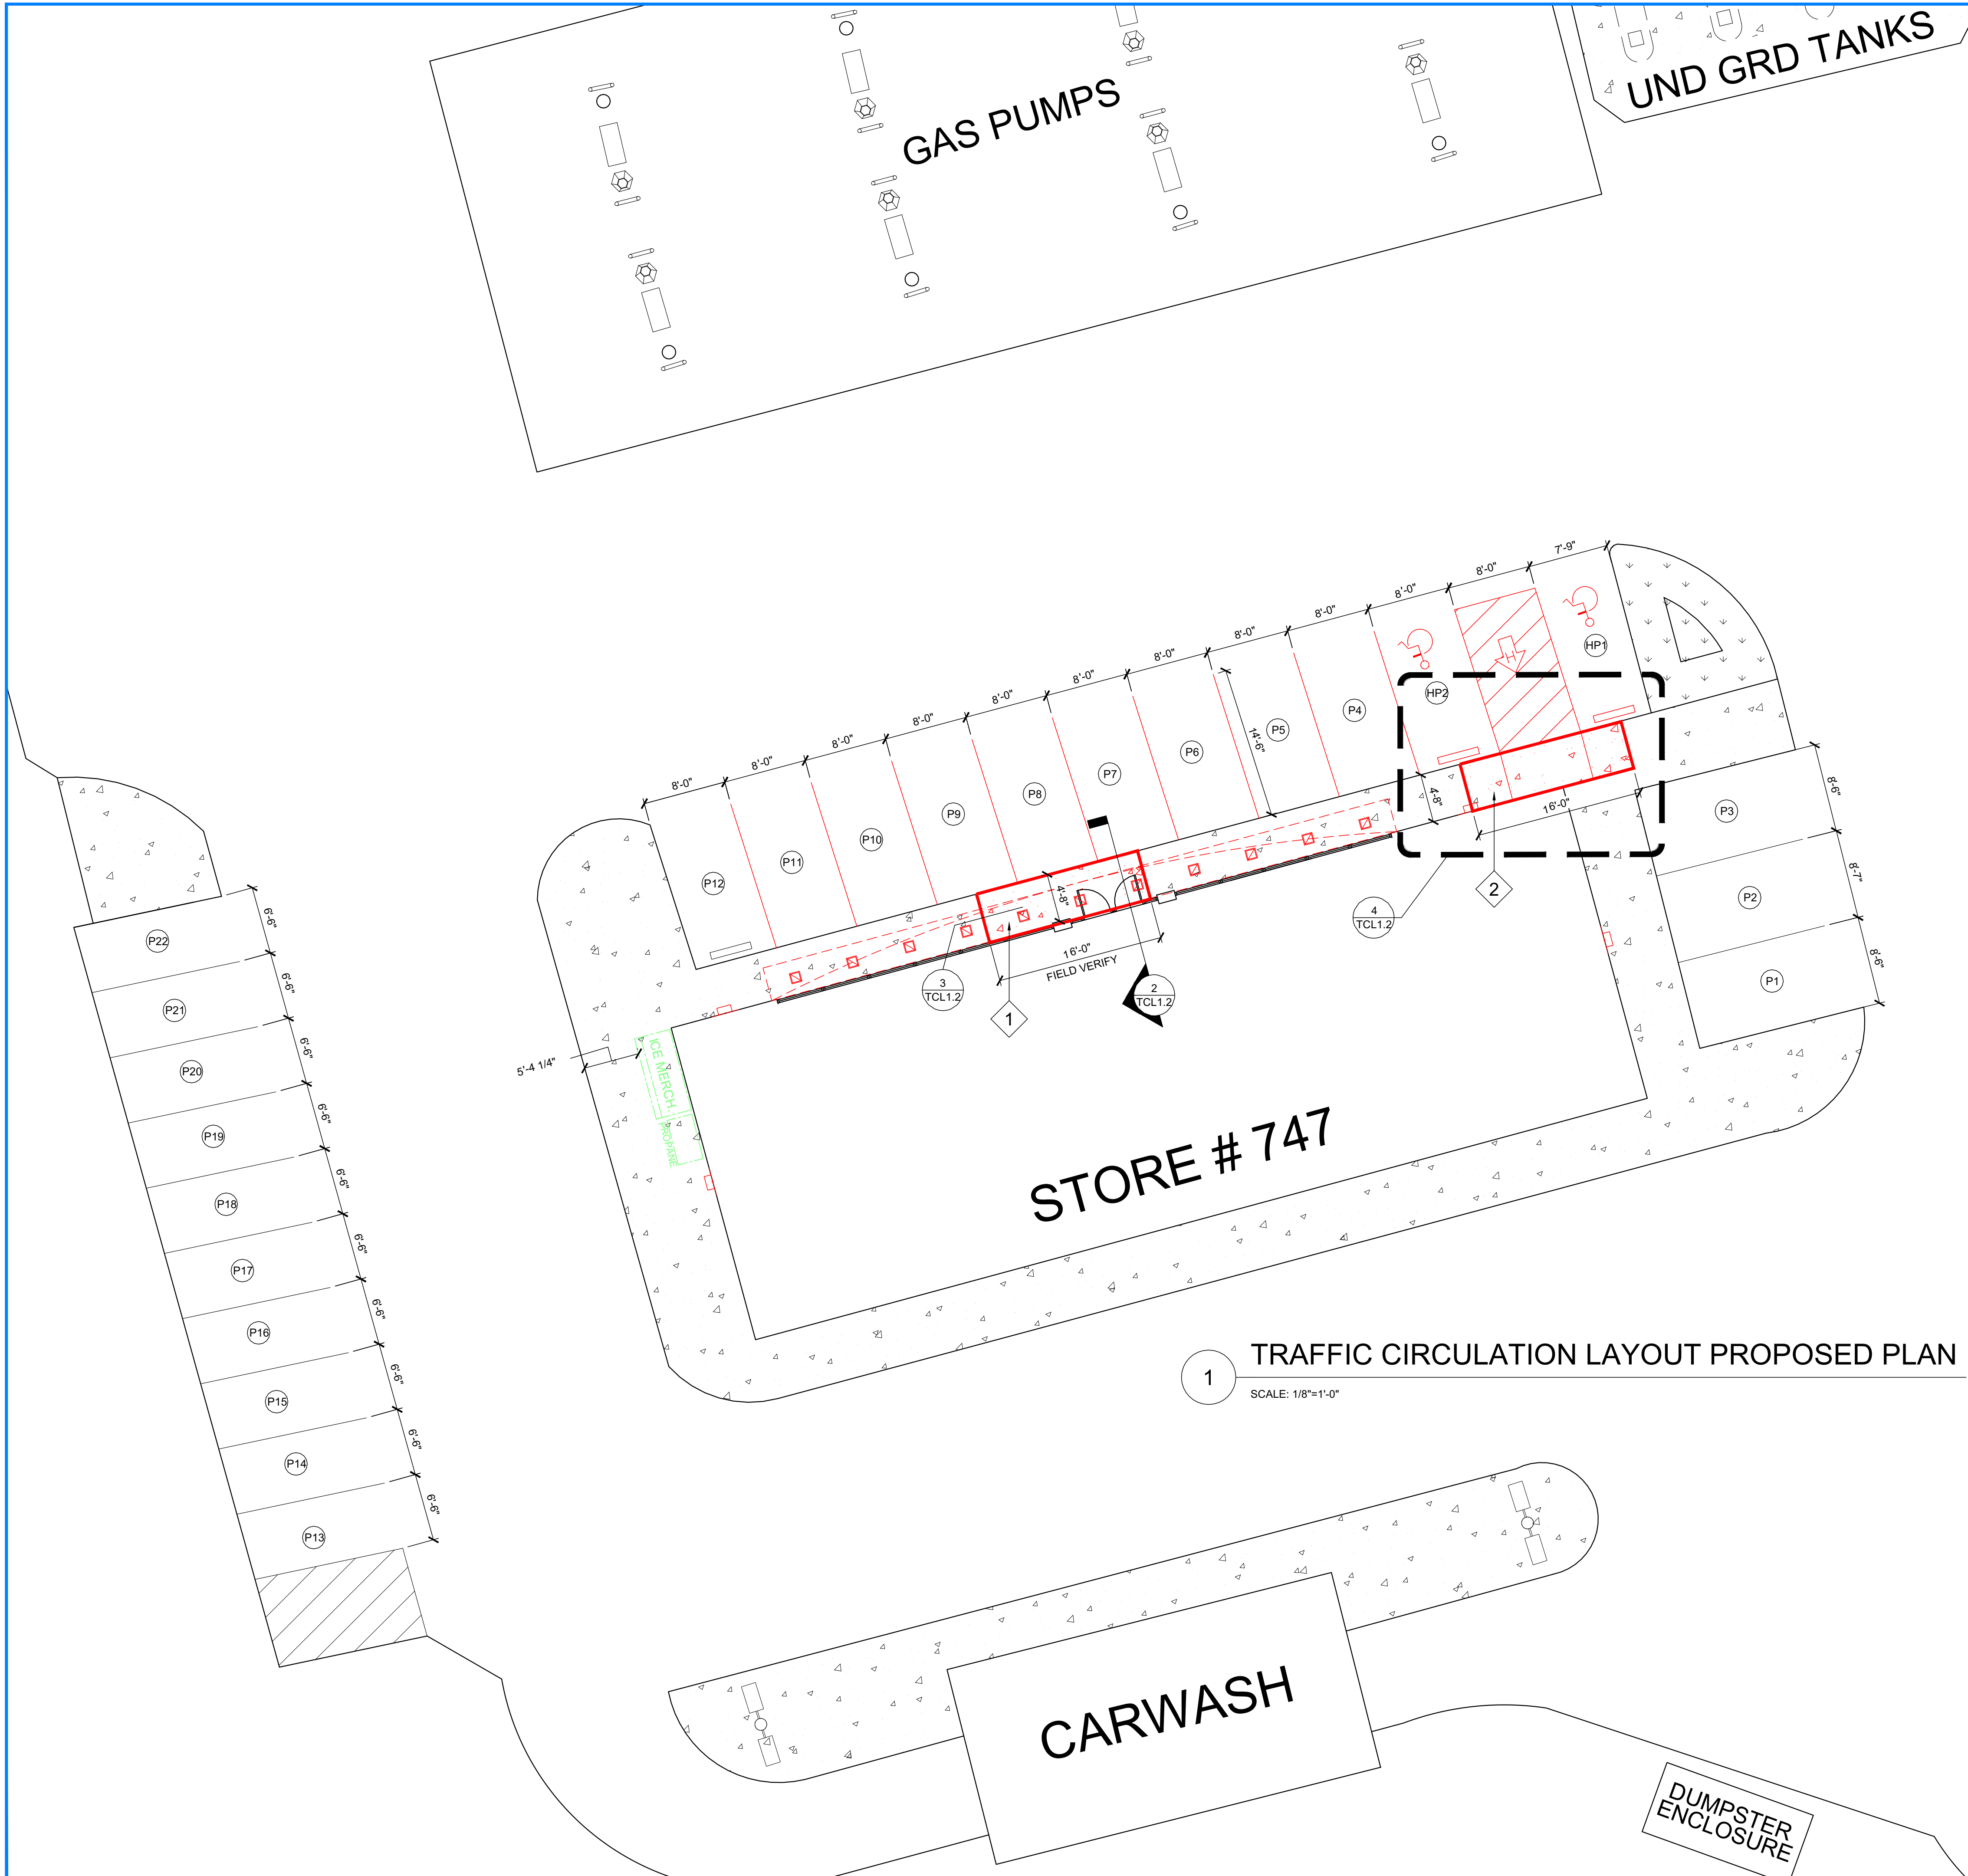 UND GRD TANKS
GAS PUMPS
7'-9"
8'-0"
8'-0"
8'-0"
8'-0"
8'-0"
8'-0"
8'-0"
8'-0"
8'-0"
8'-0"
8'-0"
HP1
H
HP2
P4
P5
14'-6"
P6
P7
P8
P9
P10
P11
P12
4'-8"
16'-0"
P3
8'-6"
P2
8'-7"
P1
8'-6"
2
4
TCL1.2
4'-8"
16'-0"
FIELD VERIFY
3
TCL1.2
1
2
TCL1.2
5'-4 1/4"
ICE MERCH.
PROPANE
P22
6'-6"
P21
6'-6"
P20
6'-6"
P19
6'-6"
P18
6'-6"
P17
6'-6"
P16
6'-6"
P15
6'-6"
P14
6'-6"
P13
6'-6"
STORE # 747
1
TRAFFIC CIRCULATION LAYOUT PROPOSED PLAN
SCALE: 1/8"=1'-0"
CARWASH
DUMPSTER
ENCLOSURE